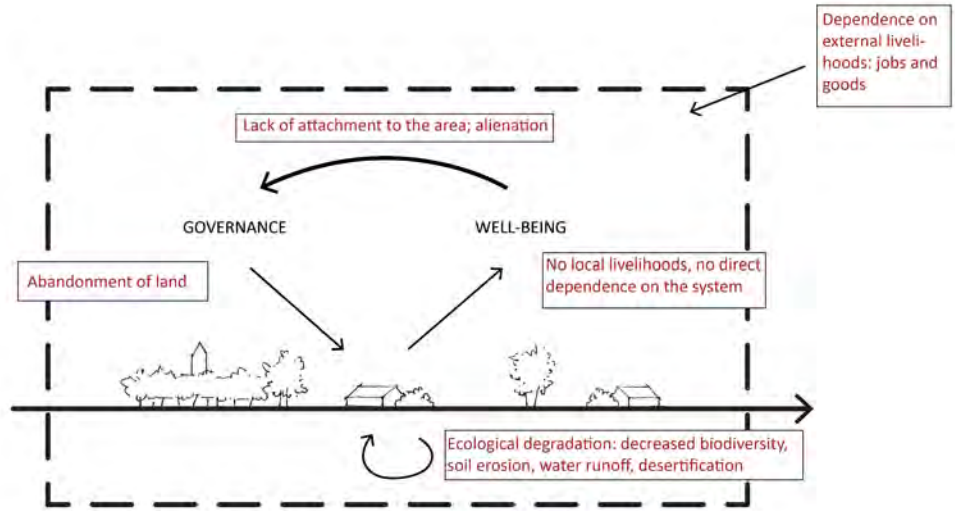 Dependence on
external liveli-
hoods: jobs and
goods
Lack of attachment to the area; alienation
GOVERNANCE
WELL-BEING
Abandonment of land
No local livelihoods, no direct
dependence on the system
Ecological degradation: decreased biodiversity,
soil erosion, water runoff, desertification